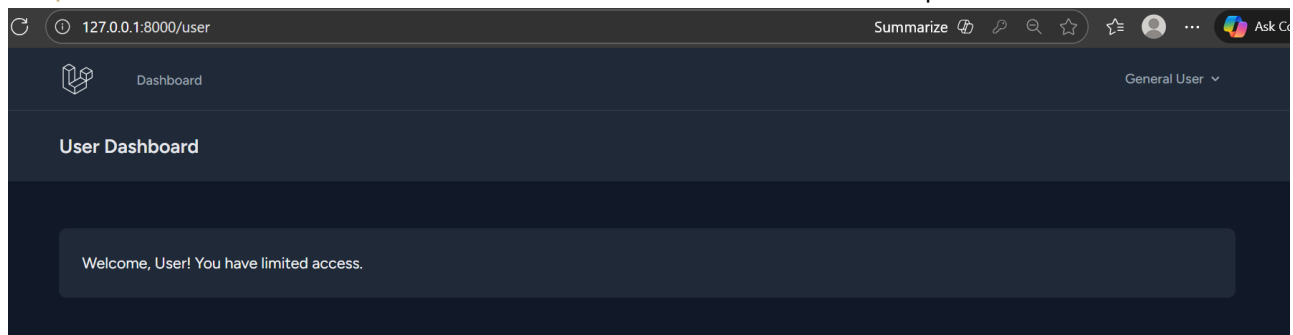 127.0.0.1:8000/user Summarize Ask Co
Dashboard General User
User Dashboard
Welcome, User! You have limited access.